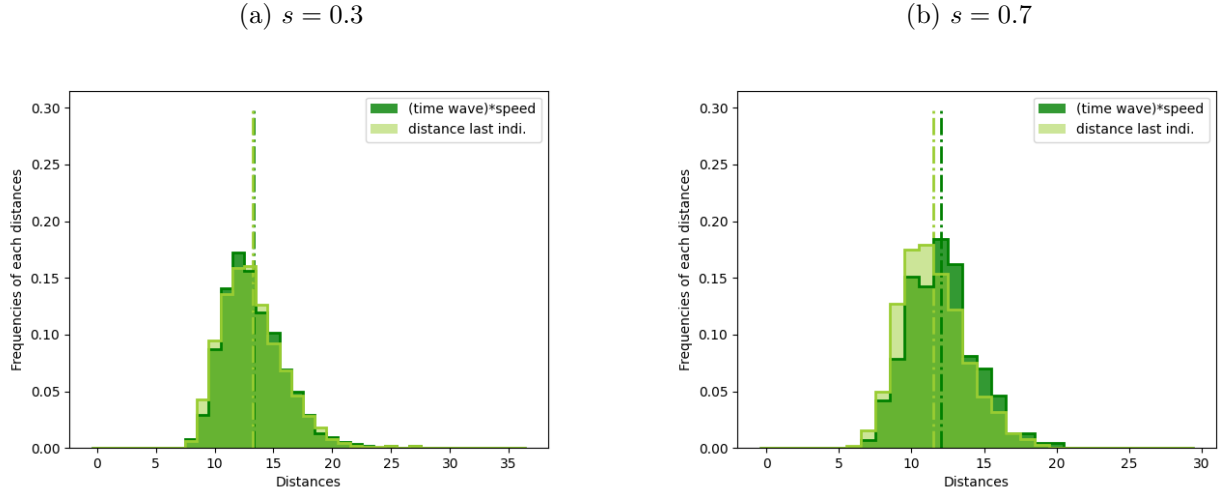 (a) s = 0.3
(b) s = 0.7
0.30
0.25
0.20
0.15
0.10
0.05
0.00
Frequencies of each distances
(time wave)*speed
distance last indi.
0 5 10 15 20 25 30 35
Distances
0.30
0.25
0.20
0.15
0.10
0.05
0.00
Frequencies of each distances
(time wave)*speed
distance last indi.
0 5 10 15 20 25 30
Distances